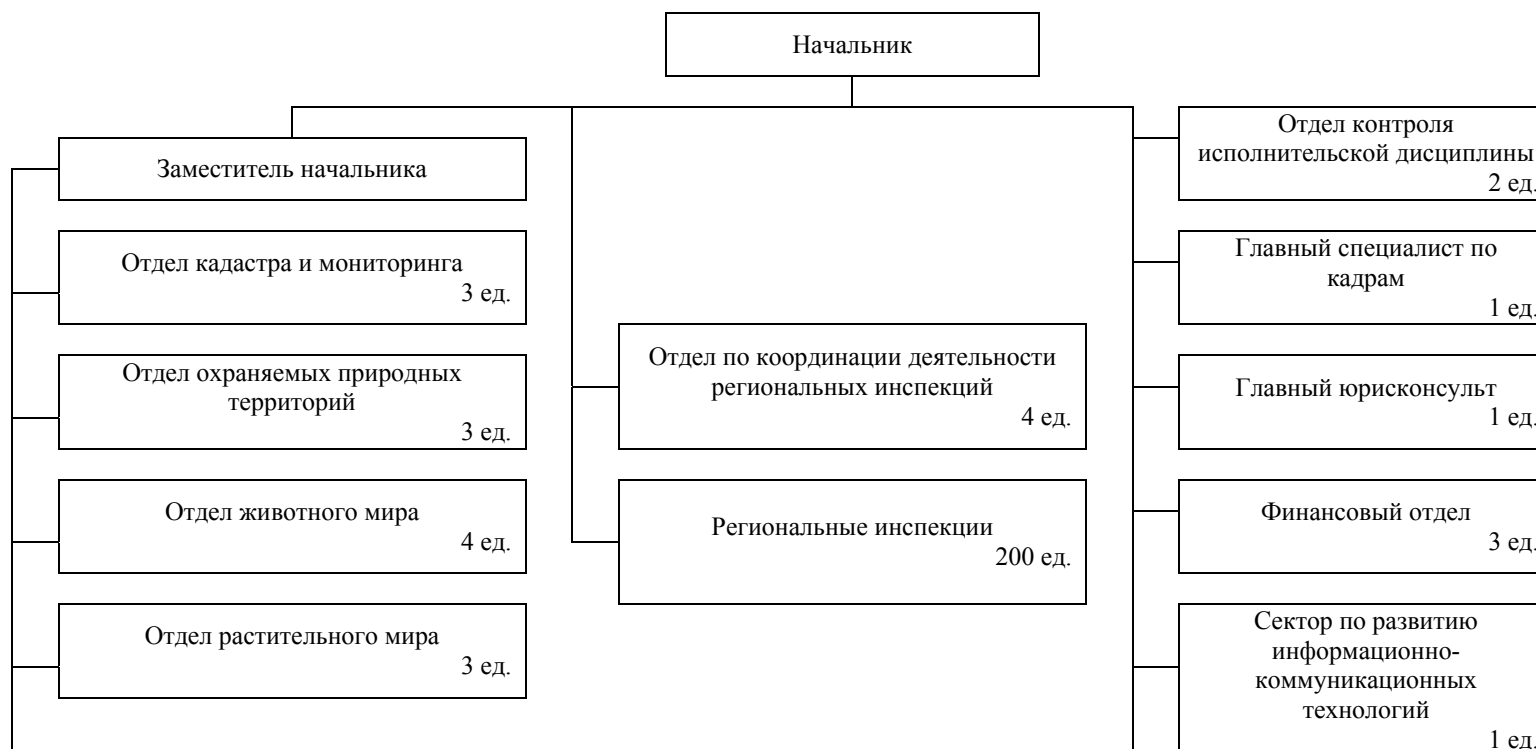 Начальник
Заместитель начальника
Отдел кадастра и мониторинга
3 ед.
Отдел охраняемых природных
территорий
3 ед.
Отдел животного мира
4 ед.
Отдел растительного мира
3 ед.
Отдел по координации деятельности
региональных инспекций
4 ед.
Региональные инспекции
200 ед.
Отдел контроля
исполнительской дисциплины
2 ед.
Главный специалист по
кадрам
1 ед.
Главный юрисконсульт
1 ед.
Финансовый отдел
3 ед.
Сектор по развитию
информационно-
коммуникационных
технологий
1 ед.